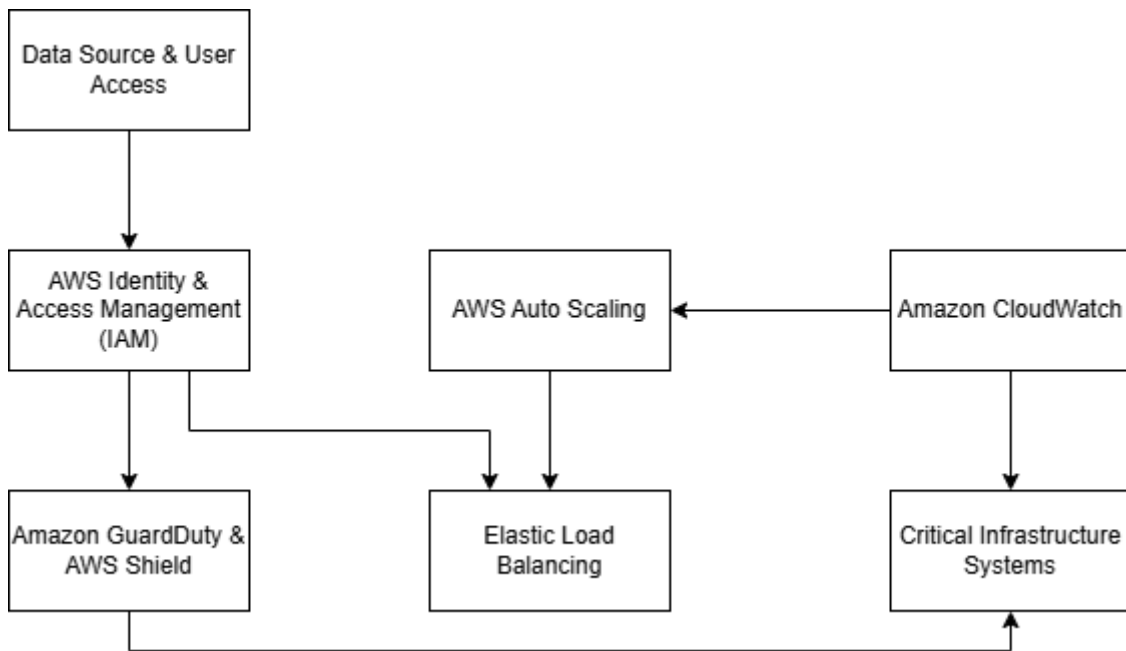 Data Source & User
Access
AWS Identity &
Access Management
(IAM)
AWS Auto Scaling
Amazon CloudWatch
Amazon GuardDuty &
AWS Shield
Elastic Load
Balancing
Critical Infrastructure
Systems